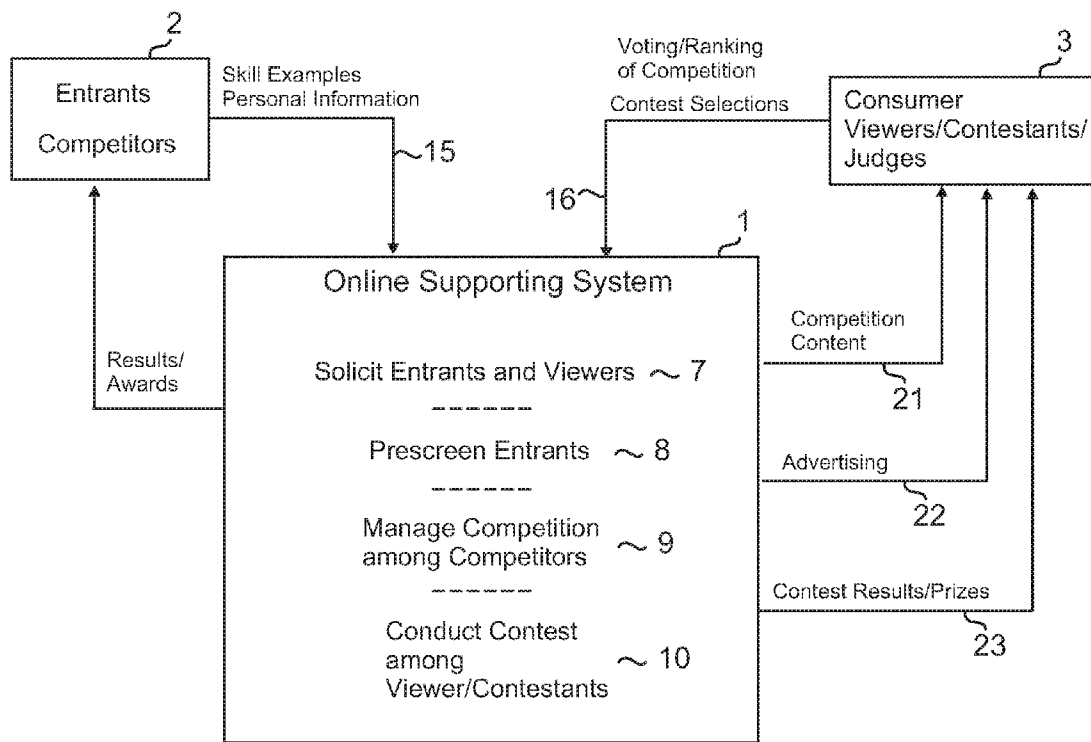 2
Entrants
Competitors
Skill Examples
Personal Information
15
Voting/Ranking
of Competition
Contest Selections
16
3
Consumer
Viewers/Contestants/
Judges
1
Online Supporting System
Solicit Entrants and Viewers ~ 7
Prescreen Entrants ~ 8
Manage Competition
among Competitors ~ 9
Conduct Contest
among ~ 10
Viewer/Contestants
Results/
Awards
Competition
Content
21
Advertising
22
Contest Results/Prizes
23